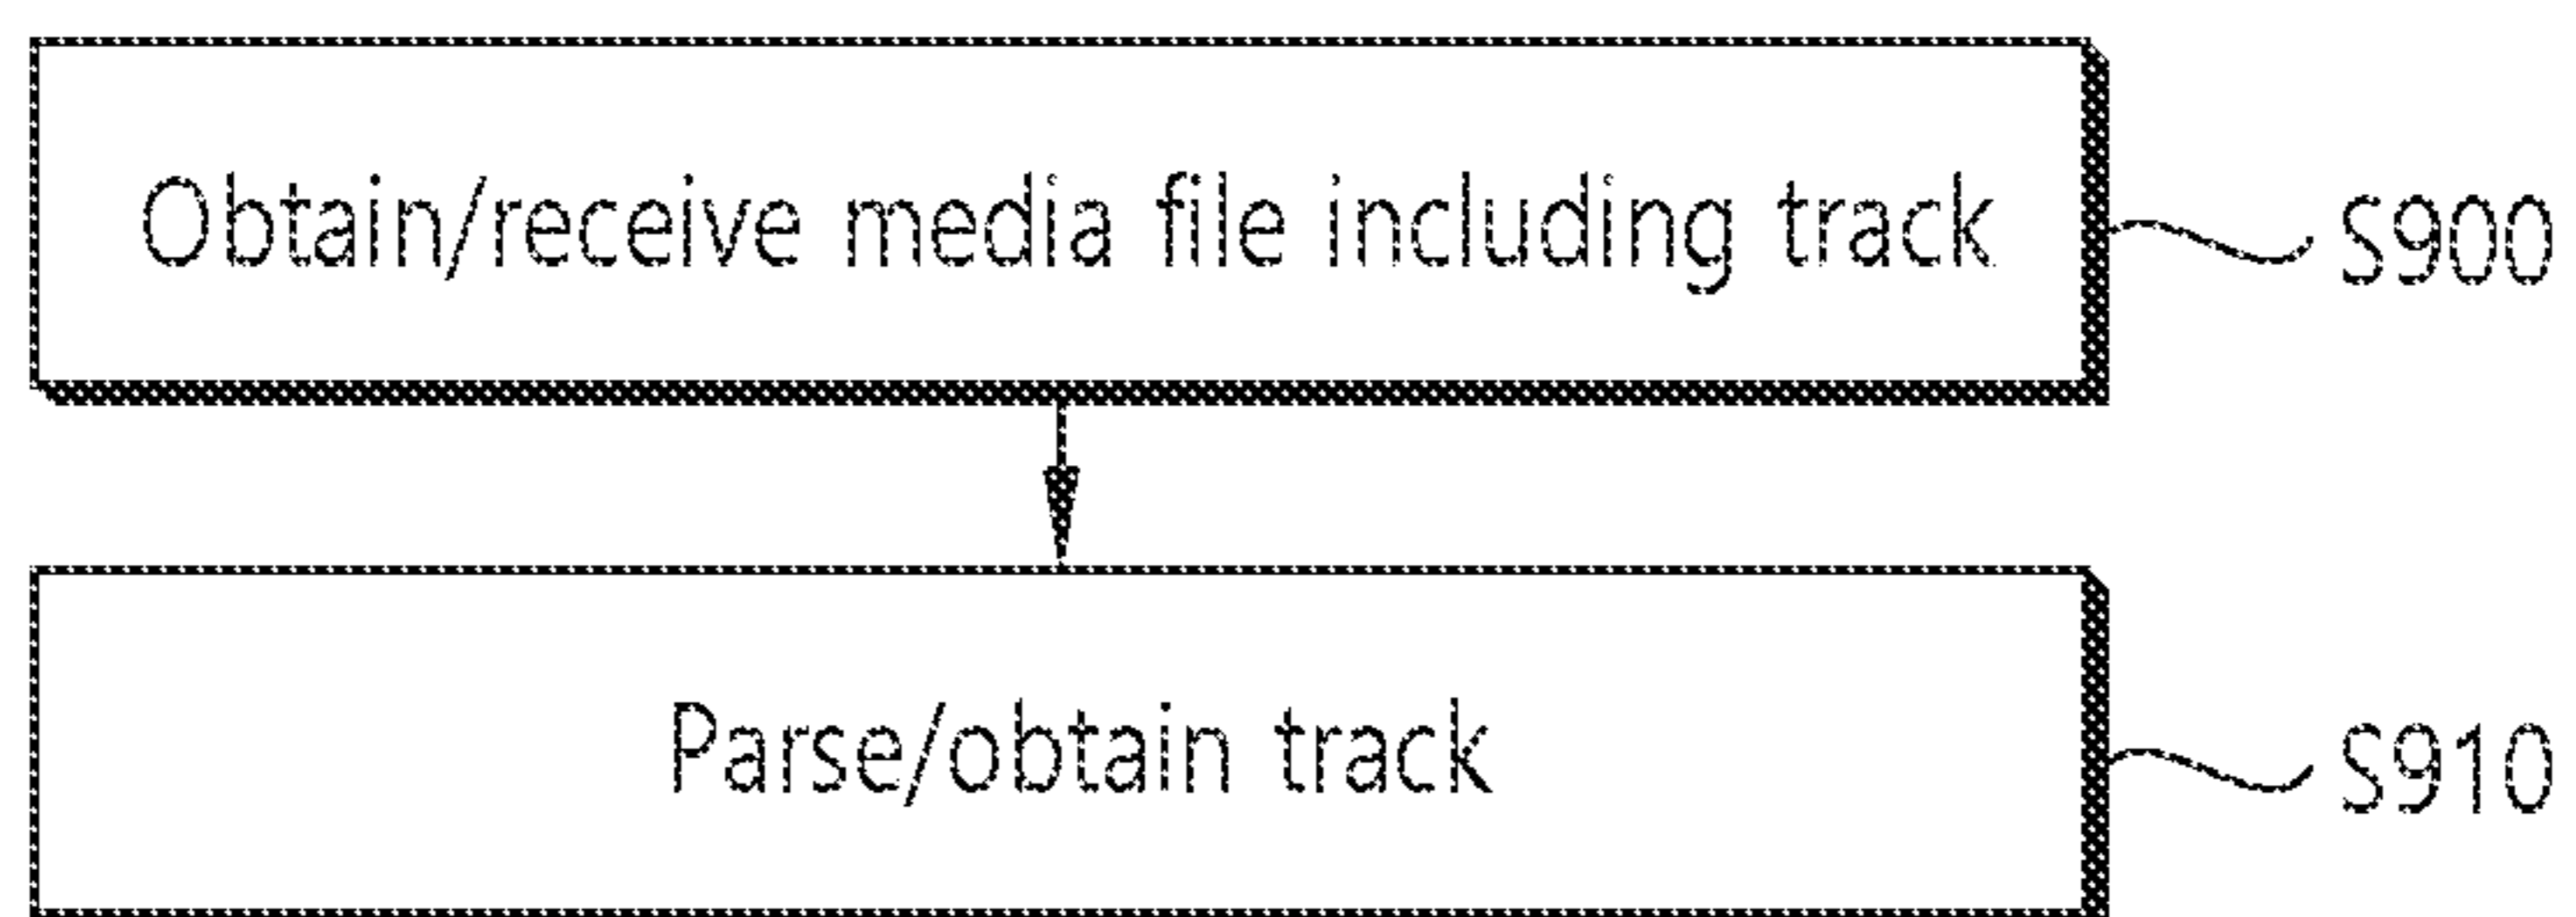 Obtain/receive media file including track
S900
Parse/obtain track
S910